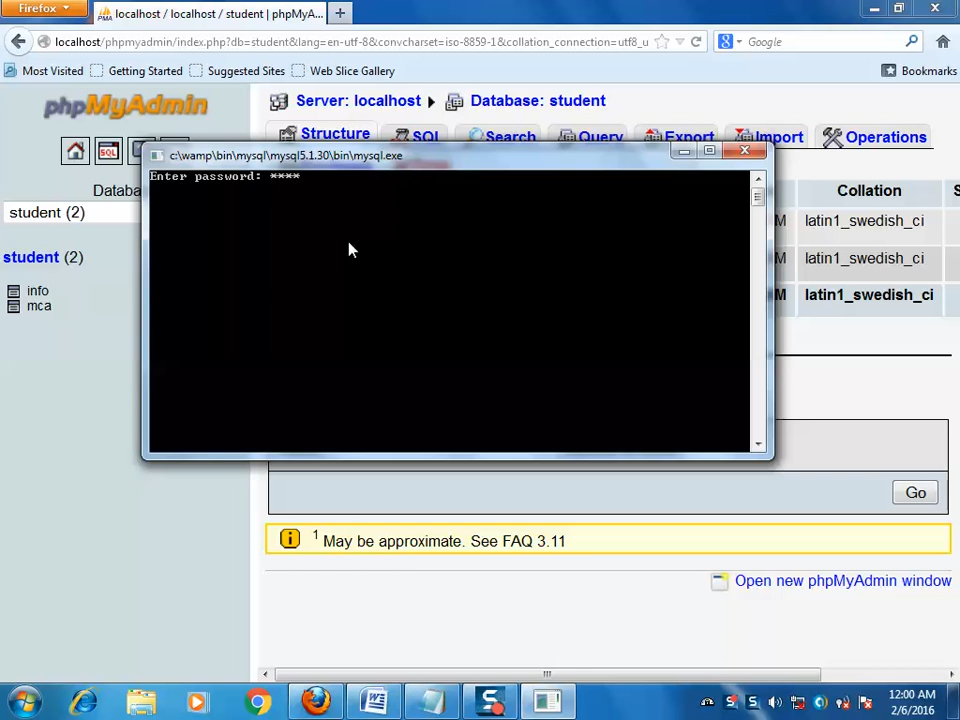 Firefox
localhost / localhost / student | phpMyA...
localhost/phpmyadmin/index.php?db=student&lang=en-utf-8&convcharset=iso-8859-1&collation_connection=utf8_u
Google
Most Visited
Getting Started
Suggested Sites
Web Slice Gallery
Bookmarks
phpMyAdmin
Server: localhost
Database: student
Structure
SQL
Search
Query
Export
Import
Operations
SQL
Databa
student (2)
student (2)
info
mca
c:\wamp\bin\mysql\mysql5.1.30\bin\mysql.exe
Enter password: ****
Collation
S
M latin1_swedish_ci
M latin1_swedish_ci
M latin1_swedish_ci
Go
1 May be approximate. See FAQ 3.11
Open new phpMyAdmin window
12:00 AM
2/6/2016